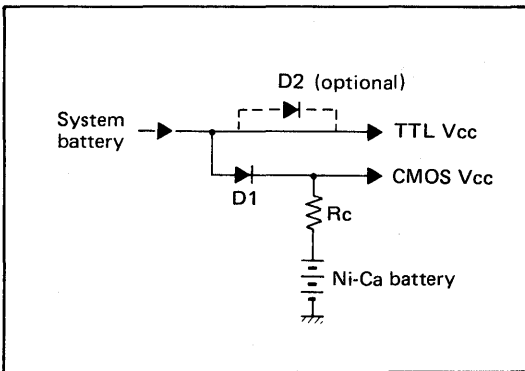 D2 (optional)
System
battery
TTL Vcc
CMOS Vcc
D1
Rc
Ni-Ca battery